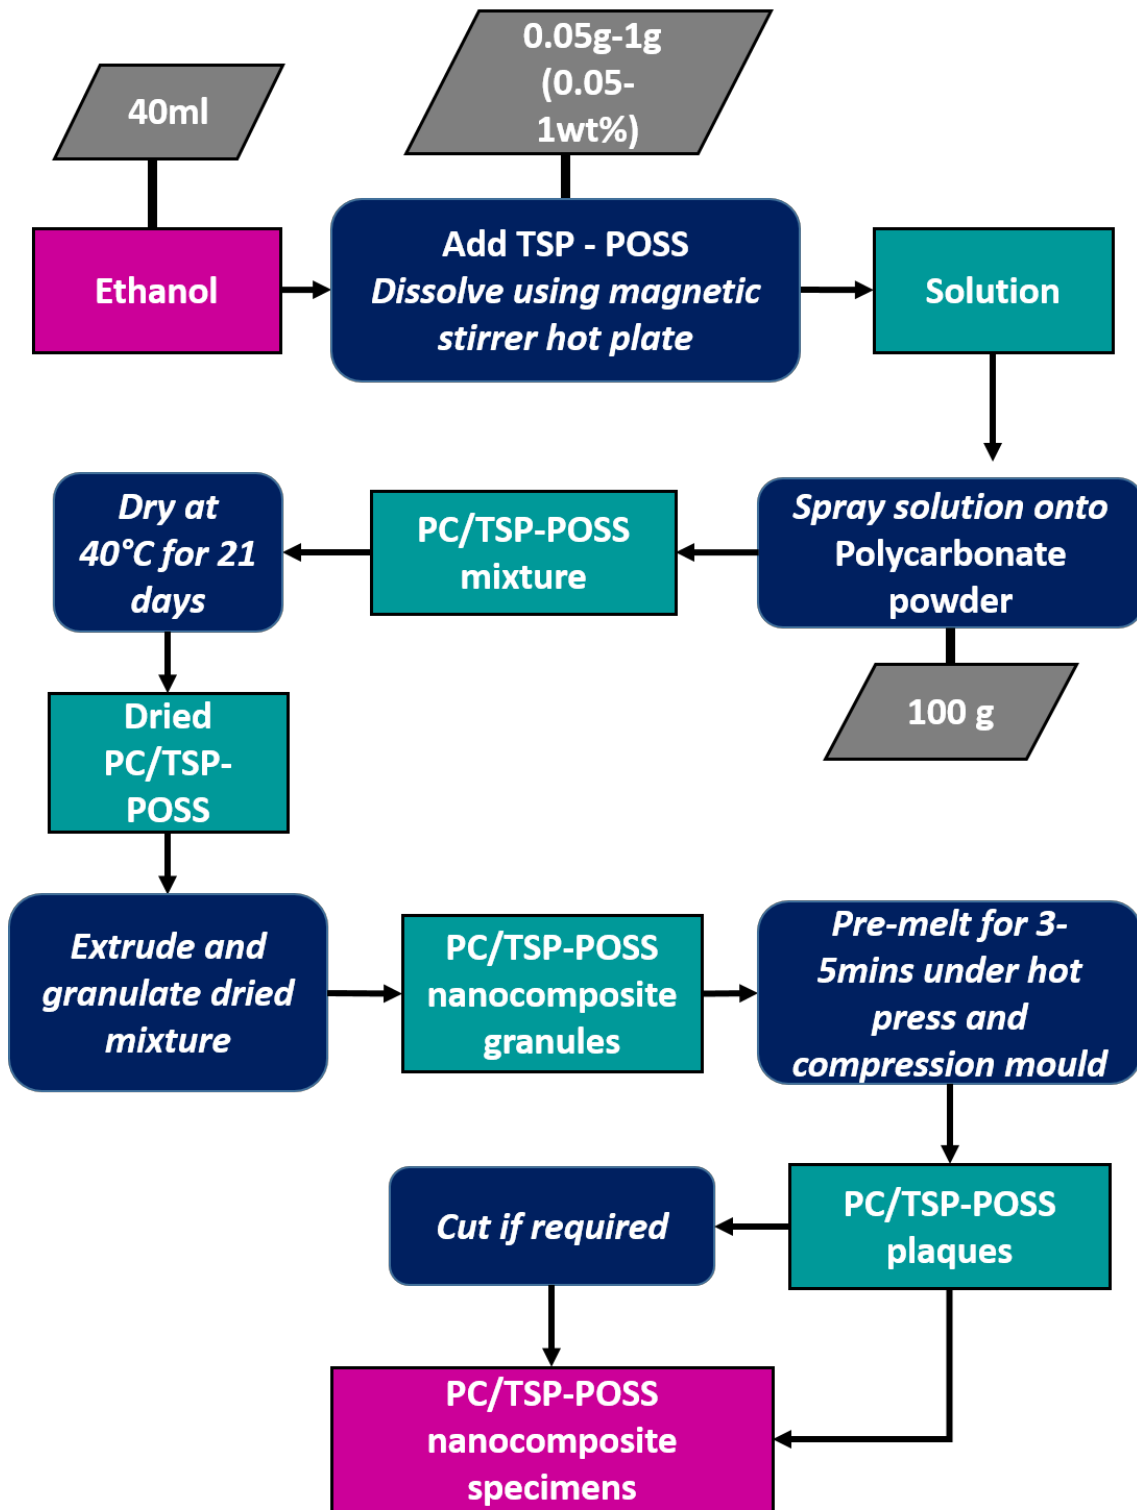 40ml
0.05g-1g
(0.05-
1wt%)
Ethanol
Add TSP - POSS
Dissolve using magnetic
stirrer hot plate
Solution
Dry at
40°C for 21
days
PC/TSP-POSS
mixture
Spray solution onto
Polycarbonate
powder
100 g
Dried
PC/TSP-
POSS
Extrude and
granulate dried
mixture
PC/TSP-POSS
nanocomposite
granules
Pre-melt for 3-
5mins under hot
press and
compression mould
Cut if required
PC/TSP-POSS
plaques
PC/TSP-POSS
nanocomposite
specimens